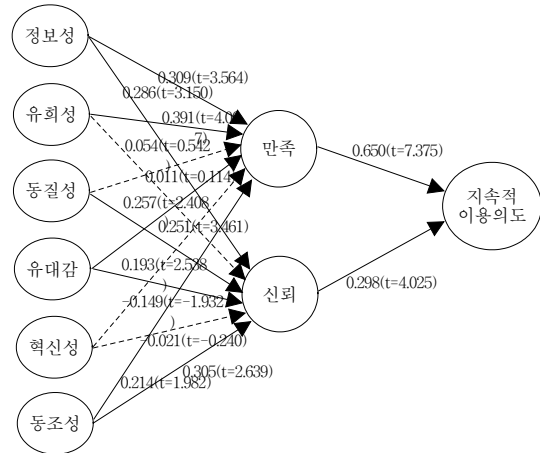 정보성
0.309(t=3.564)
0.286(t=3.150)
유희성
0.391(t=4.0
7)
0.054(t=0.542
)
만족
0.650(t=7.375)
0.011(t=0.114
동질성
지속적
이용의도
0.257(t=2.408
)
0.251(t=3.461)
유대감
0.193(t=2.538
)
신뢰
0.298(t=4.025)
-0.149(t=-1.932
)
혁신성
-0.021(t=-0.240)
0.305(t=2.639)
0.214(t=1.982)
동조성